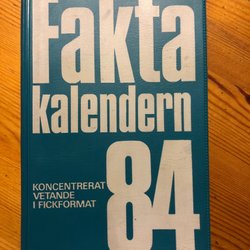 Fakta
kalendern
84
KONCENTRERAT
VETANDE
I FICKFORMAT